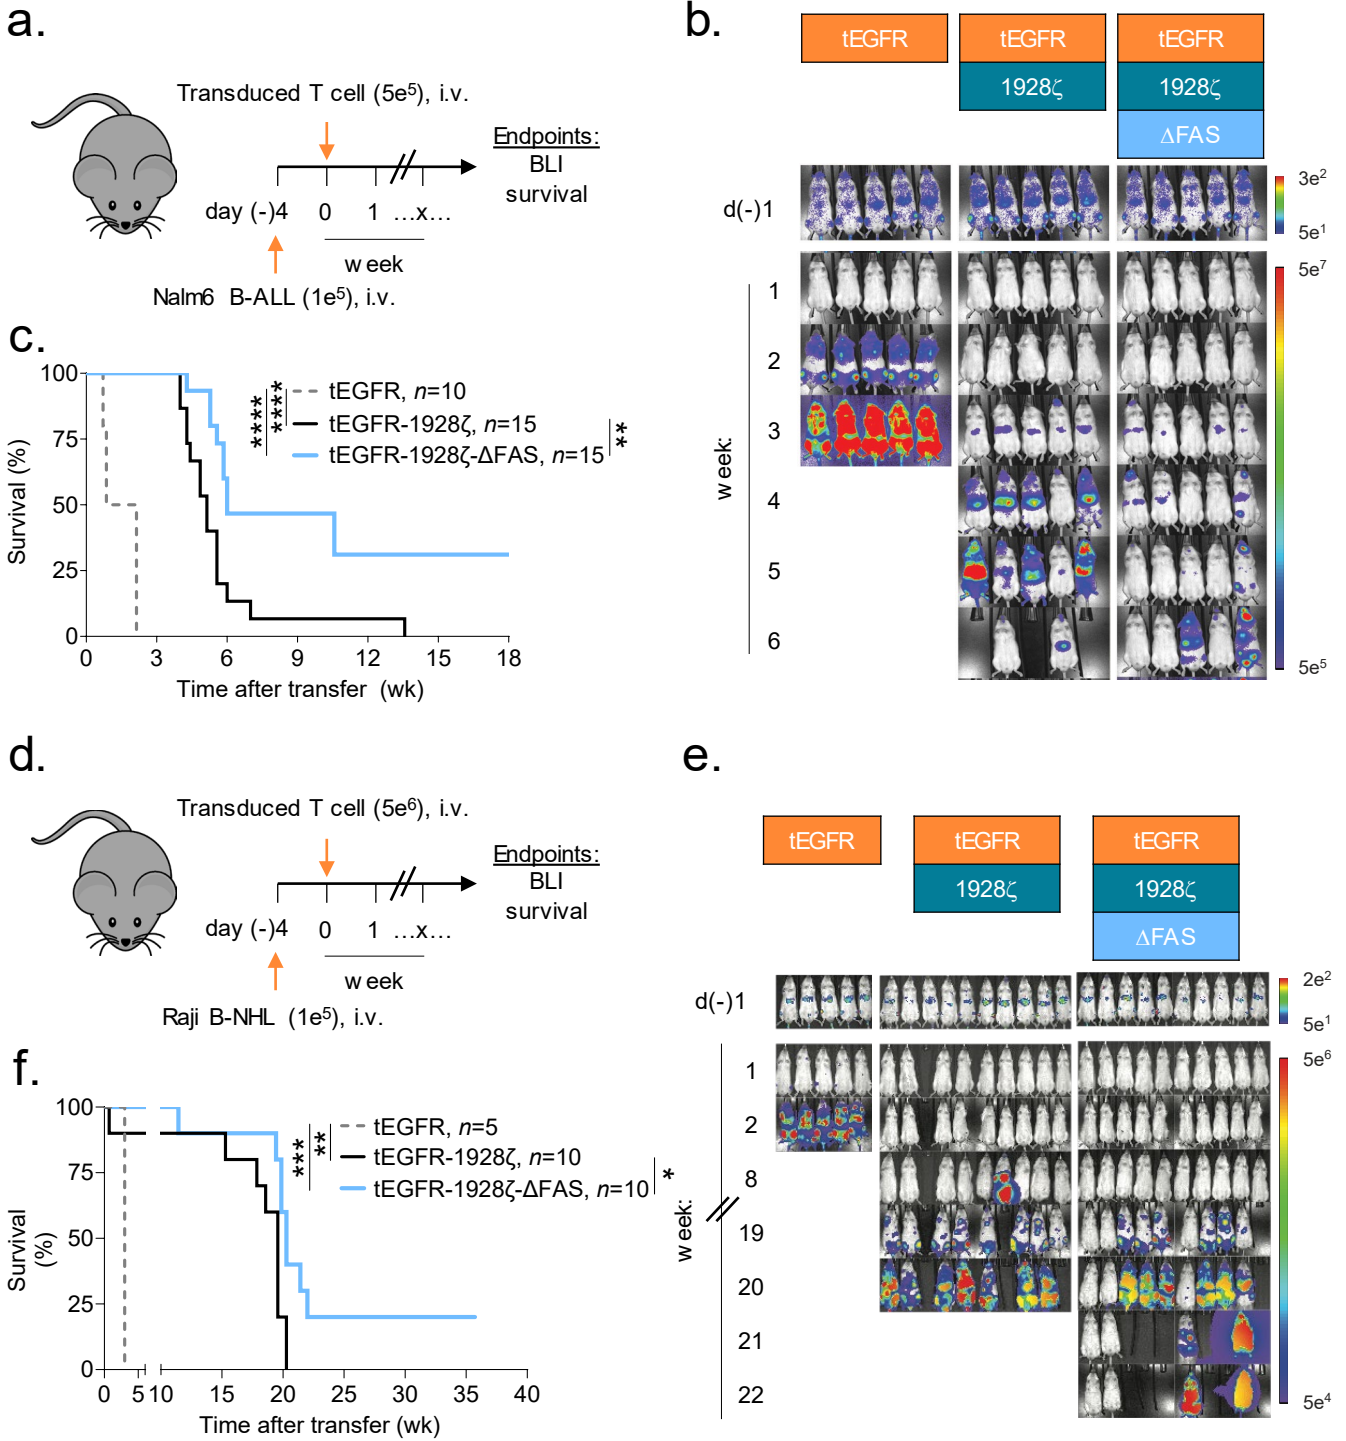 a.
Transduced T cell (5e⁵), i.v.
Endpoints:
BLI
survival
day (-)4 0 1 ...x...
week
Nalm6 B-ALL (1e⁵), i.v.
b.
tEGFR
tEGFR
1928ζ
tEGFR
1928ζ
ΔFAS
d(-)1
3e²
5e¹
week:
1
2
3
4
5
6
5e⁷
5e⁵
c.
Survival (%)
100
75
50
25
0
0 3 6 9 12 15 18
Time after transfer (wk)
**** ****
tEGFR, n=10
tEGFR-1928ζ, n=15
tEGFR-1928ζ-ΔFAS, n=15
**
d.
Transduced T cell (5e⁶), i.v.
Endpoints:
BLI
survival
day (-)4 0 1 ...x...
week
Raji B-NHL (1e⁵), i.v.
e.
tEGFR
tEGFR
1928ζ
tEGFR
1928ζ
ΔFAS
d(-)1
2e²
5e¹
week:
1
2
8
19
20
21
22
5e⁶
5e⁴
f.
Survival
(%)
100
75
50
25
0
0 5 10 15 20 25 30 35 40
Time after transfer (wk)
*** **
tEGFR, n=5
tEGFR-1928ζ, n=10
tEGFR-1928ζ-ΔFAS, n=10
*